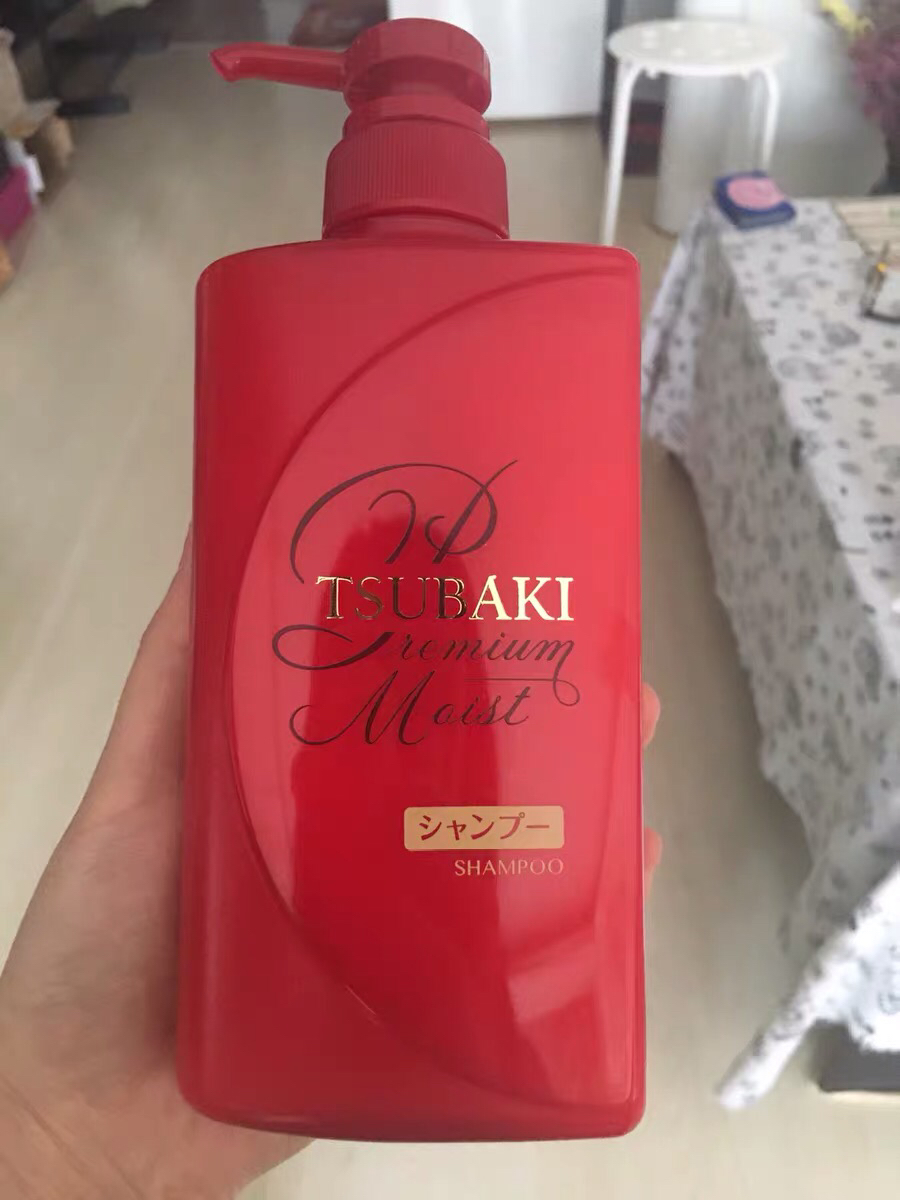 TSUBAKI
Premium
Moist
シャンプー
SHAMPOO